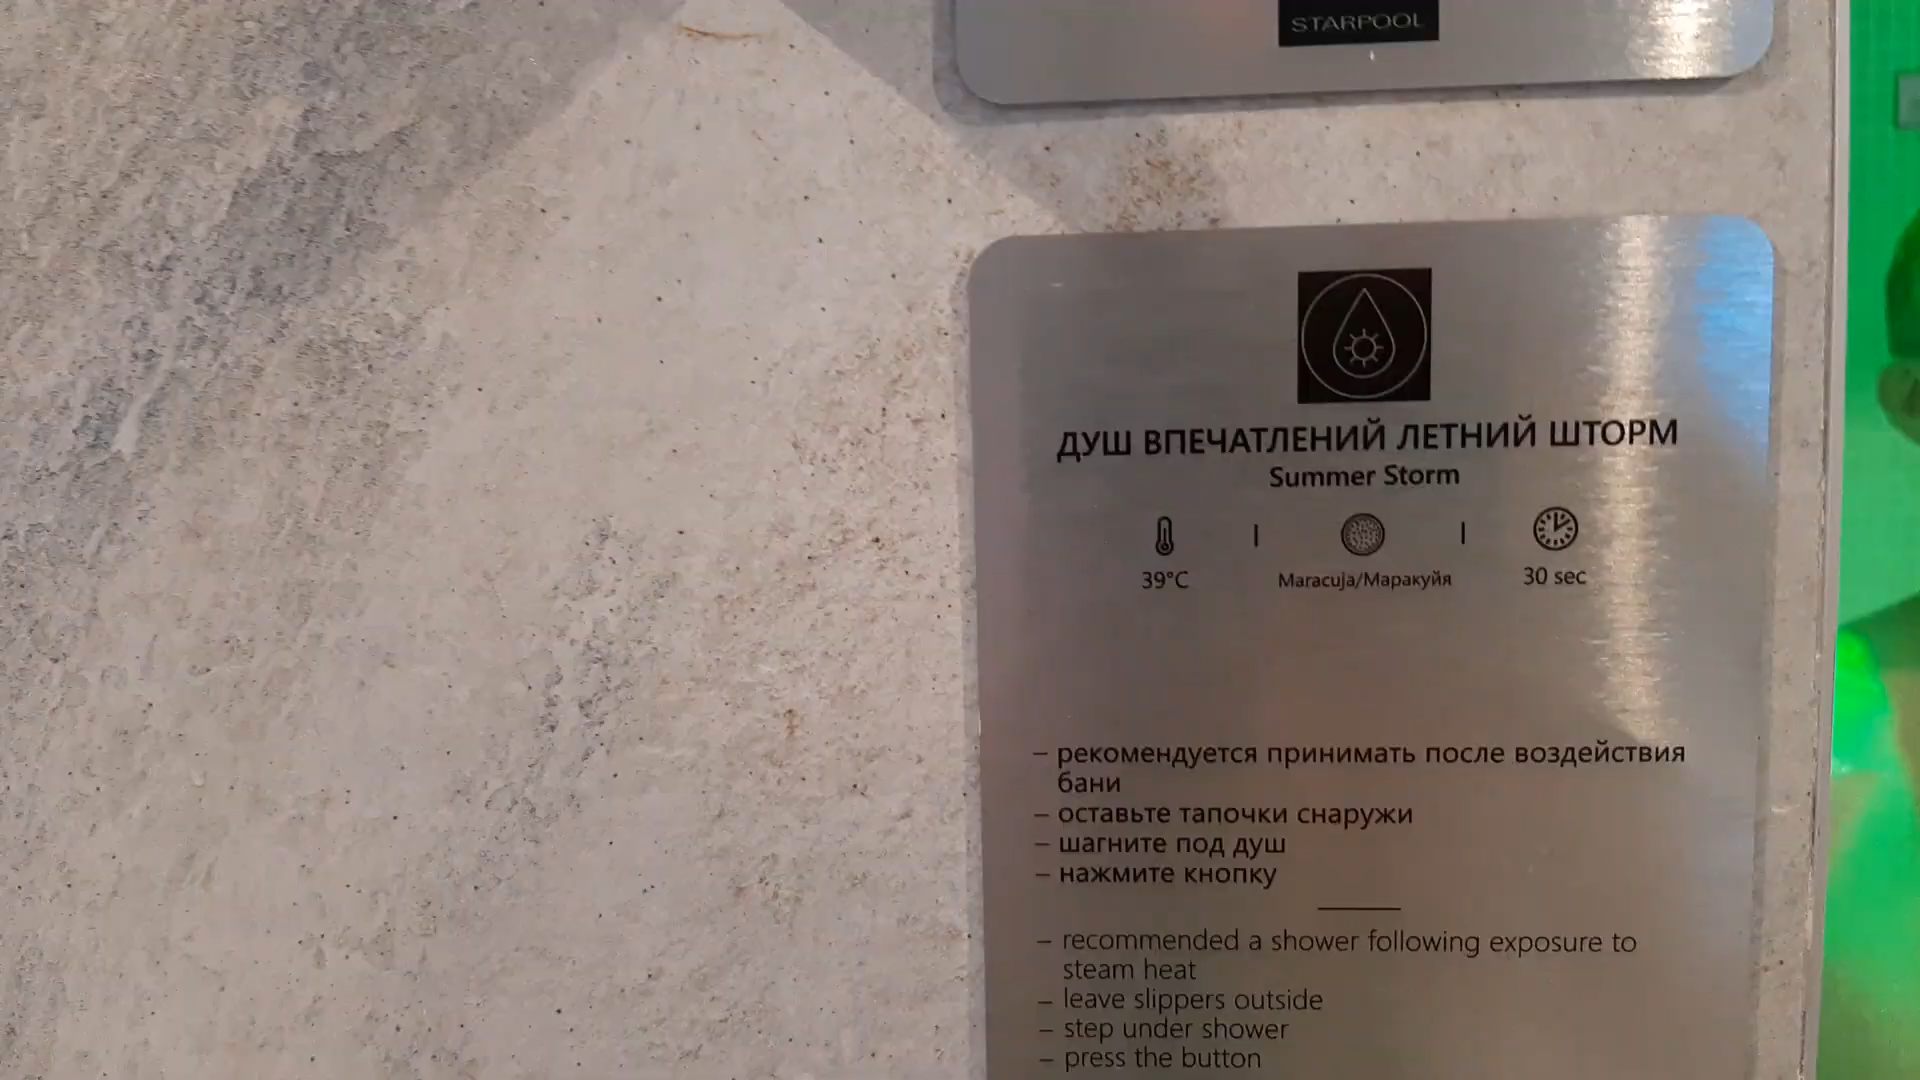 STARPOOL
ДУШ ВПЕЧАТЛЕНИЙ ЛЕТНИЙ ШТОРМ
Summer Storm
39°C | Maracuja/Маракуйя | 30 sec
– рекомендуется принимать после воздействия
бани
– оставьте тапочки снаружи
– шагните под душ
– нажмите кнопку
– recommended a shower following exposure to
steam heat
– leave slippers outside
– step under shower
– press the button